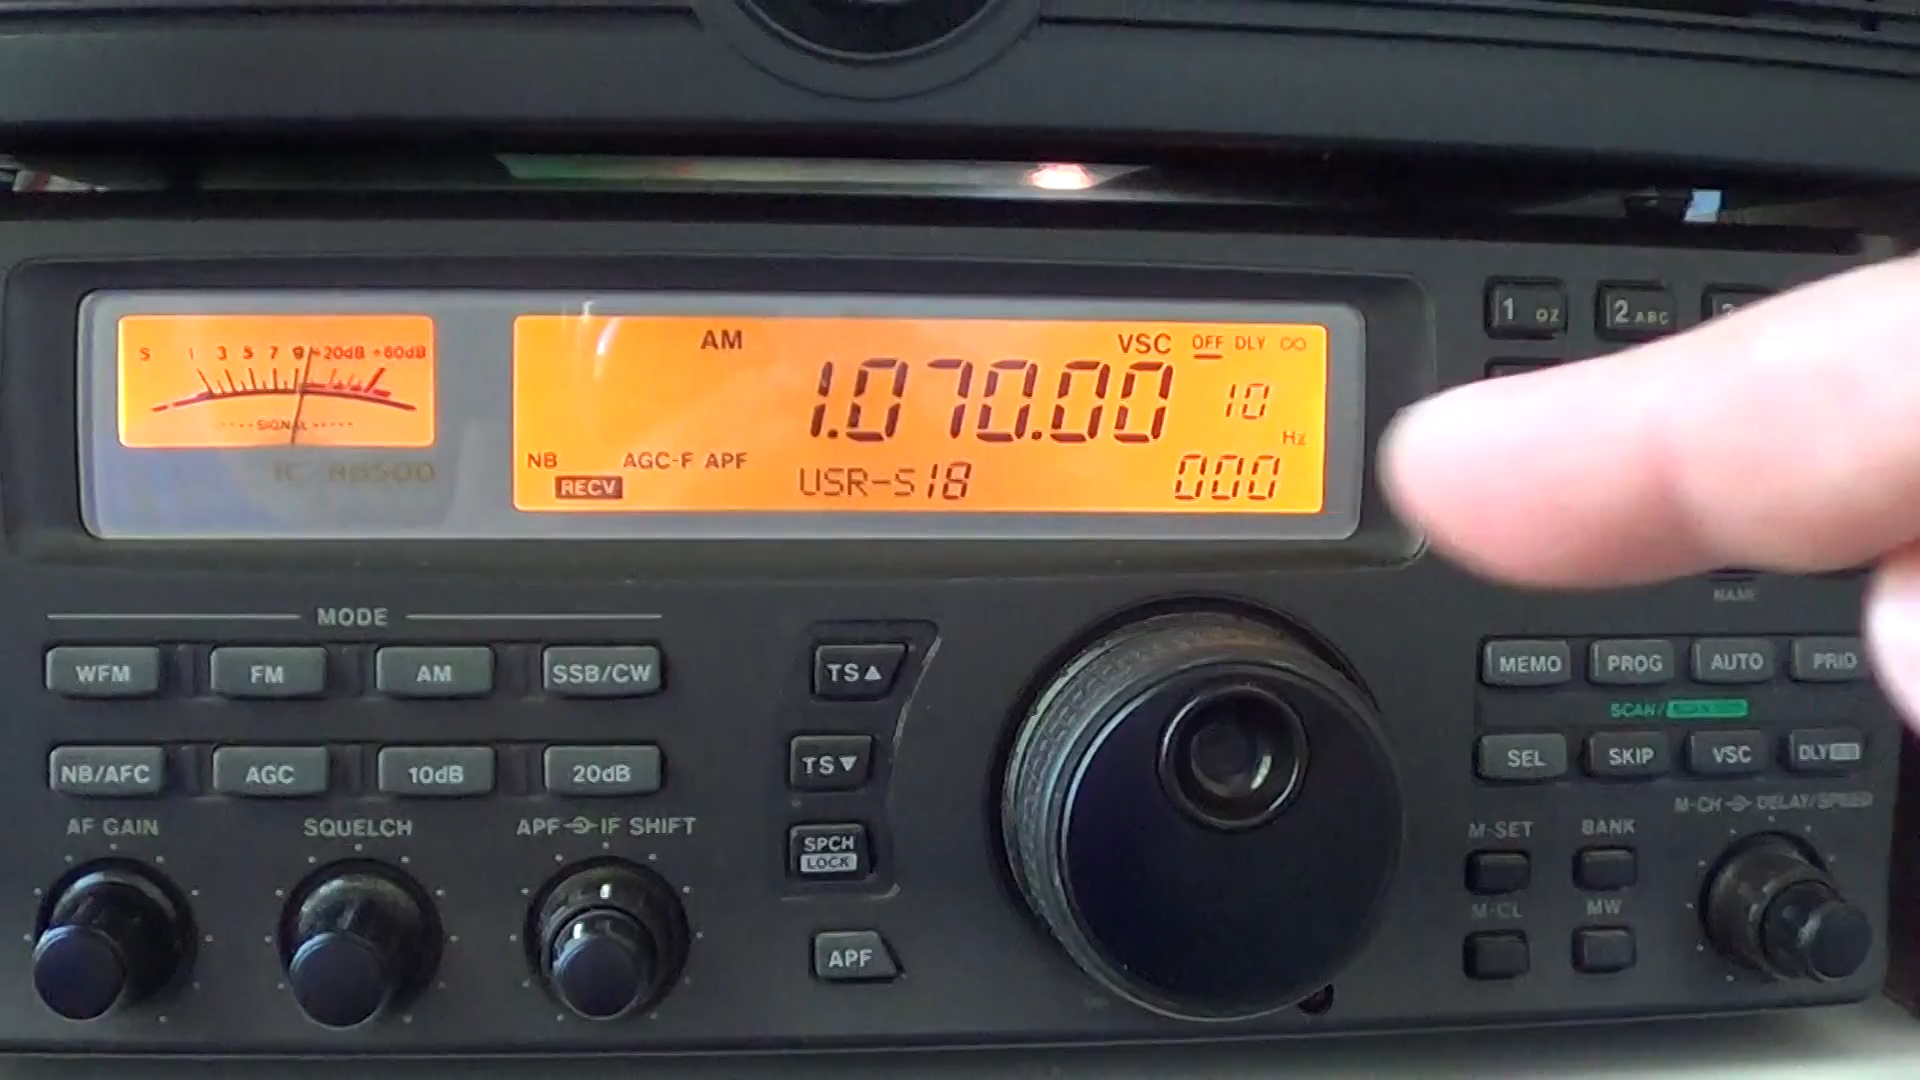 S 1 3 5 7 9 +20dB +60dB
SIGNAL
IC-R8500
AM VSC OFF DLY ∞
1.070.00 10
Hz
NB AGC-F APF
RECV USR-S18 000
1 OZ 2 ABC
NAME
MODE
WFM FM AM SSB/CW
NB/AFC AGC 10dB 20dB
AF GAIN SQUELCH APF IF SHIFT
TS▲
TS▼
SPCH
LOCK
APF
MEMO PROG AUTO PRIO
SCAN/
SEL SKIP VSC DLY
M-CH DELAY/SPEED
M-SET BANK
M-CL MW